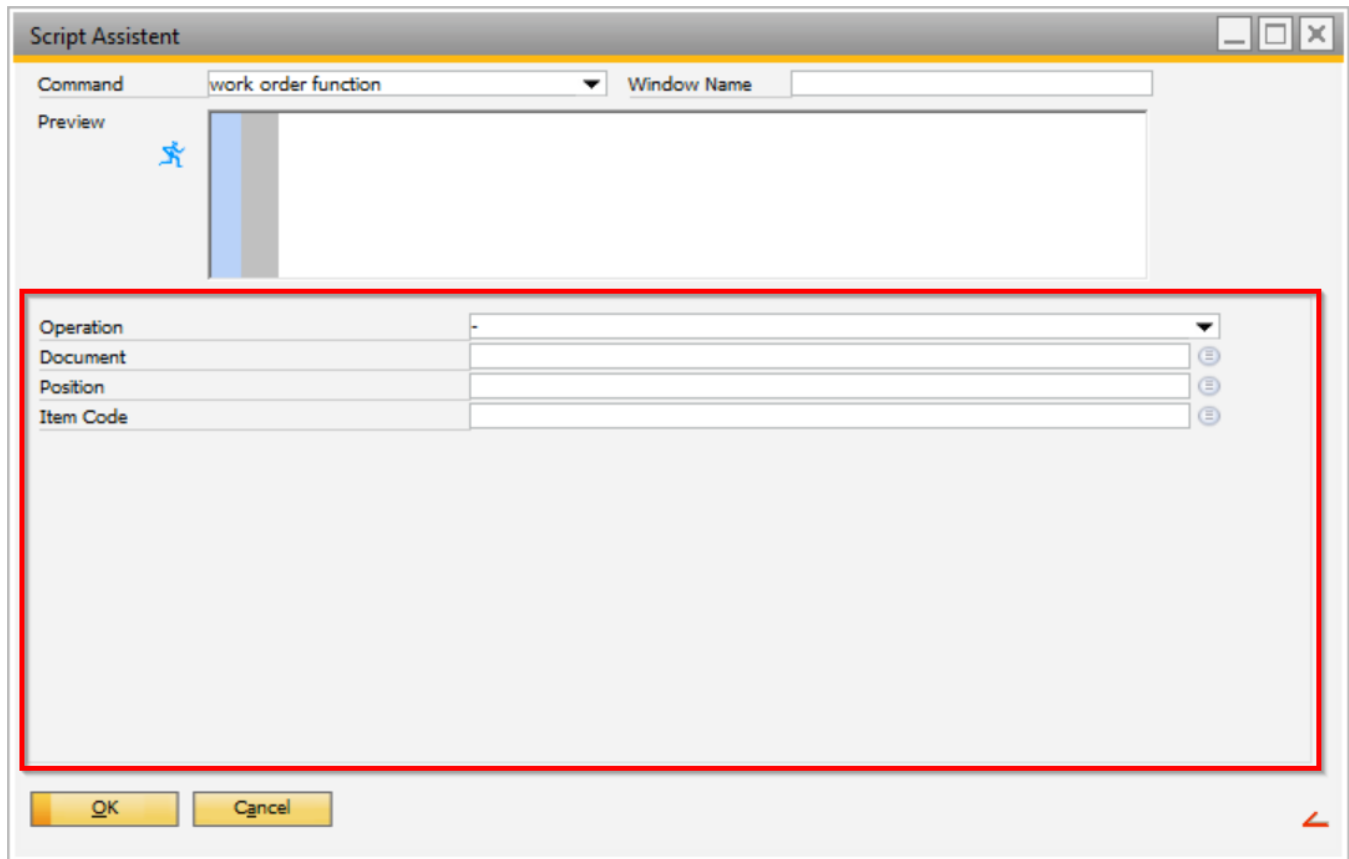 Script Assistent
Command work order function Window Name
Preview
Operation -
Document
Position
Item Code
OK Cancel